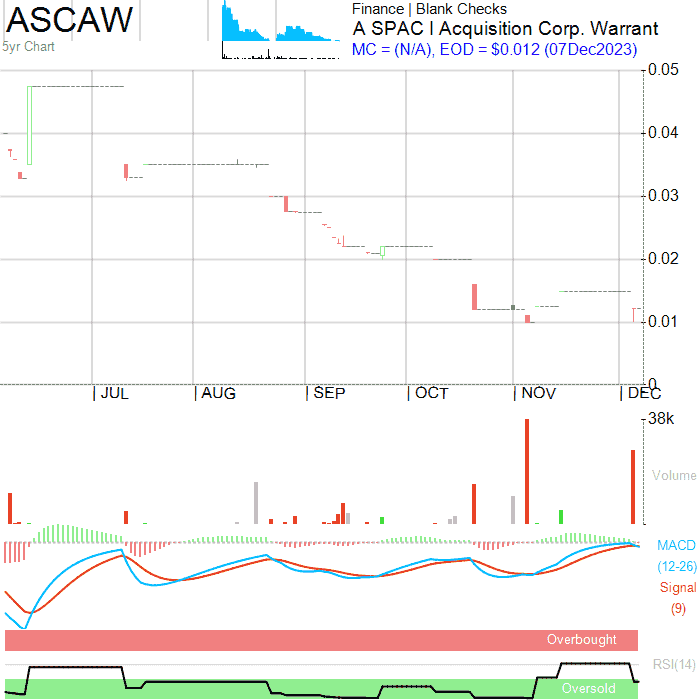 ASCAW
5yr Chart
Finance | Blank Checks
A SPAC I Acquisition Corp. Warrant
MC = (N/A), EOD = $0.012 (07Dec2023)
0.05
0.04
0.03
0.02
0.01
0
| JUL | AUG | SEP | OCT | NOV | DEC
38k
Volume
MACD
(12-26)
Signal
(9)
Overbought
RSI(14)
Oversold